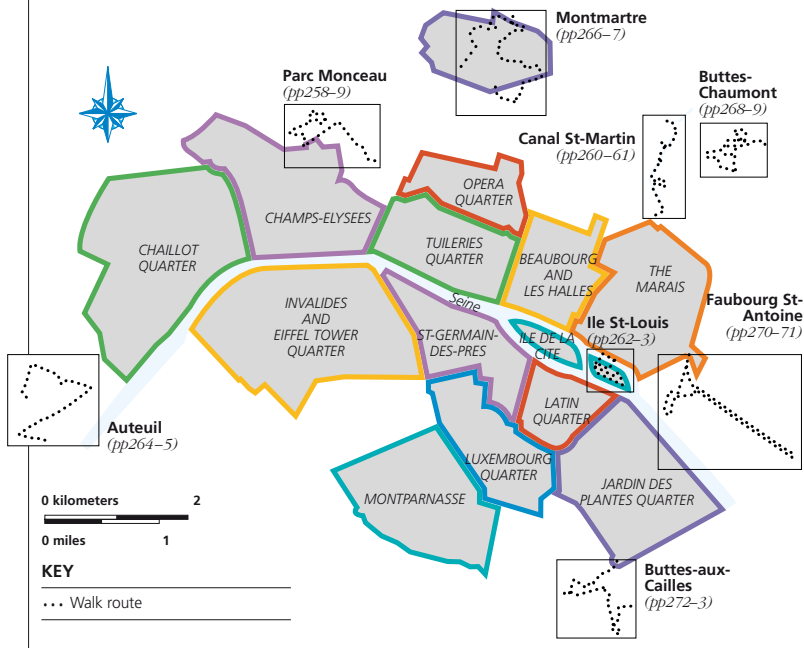 Montmartre
(pp266–7)
Parc Monceau
(pp258–9)
Buttes-
Chaumont
(pp268–9)
Canal St-Martin
(pp260–61)
OPERA
QUARTER
CHAMPS-ELYSEES
TUILERIES
QUARTER
CHAILLOT
QUARTER
BEAUBOURG
AND
LES HALLES
THE
MARAIS
Faubourg St-
Antoine
(pp270–71)
Seine
INVALIDES
AND
EIFFEL TOWER
QUARTER
ST-GERMAIN-
DES-PRES
ILE DE LA
CITE
Ile St-Louis
(pp262–3)
LATIN
QUARTER
Auteuil
(pp264–5)
LUXEMBOURG
QUARTER
MONTPARNASSE
JARDIN DES
PLANTES QUARTER
0 kilometers 2
0 miles 1
KEY
Walk route
Buttes-aux-
Cailles
(pp272–3)